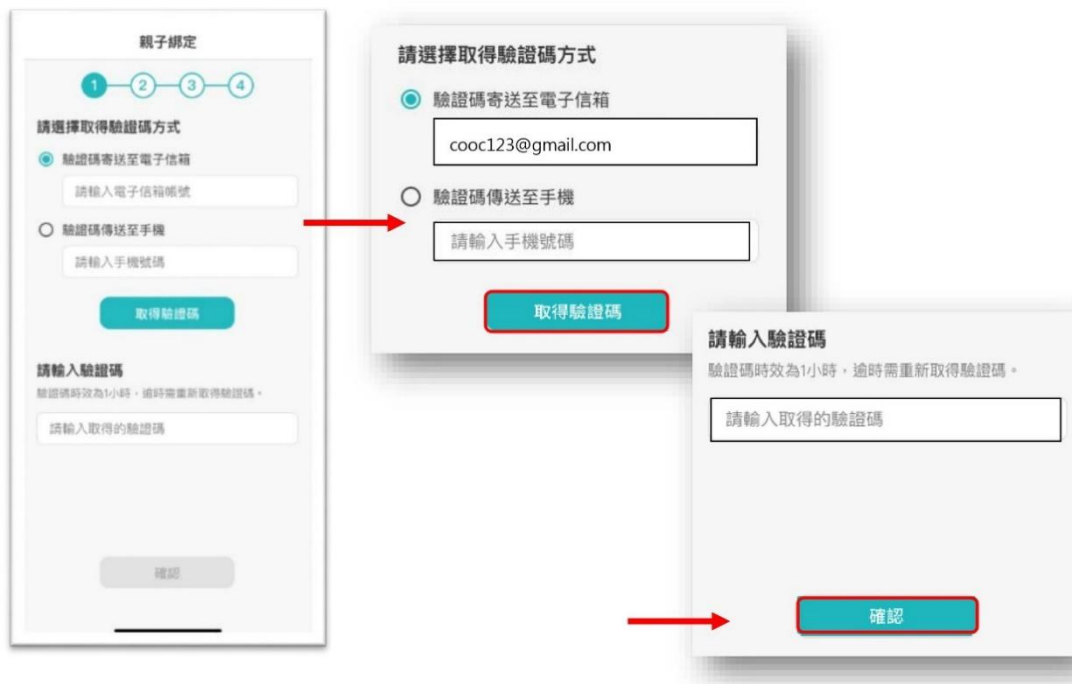 親子綁定
1
2
3
4
請選擇取得驗證碼方式
驗證碼寄送至電子信箱
請輸入電子信箱帳號
驗證碼傳送至手機
請輸入手機號碼
取得驗證碼
請輸入驗證碼
驗證碼時效為1小時，逾時需重新取得驗證碼。
請輸入取得的驗證碼
確認
請選擇取得驗證碼方式
驗證碼寄送至電子信箱
cooc123@gmail.com
驗證碼傳送至手機
請輸入手機號碼
取得驗證碼
請輸入驗證碼
驗證碼時效為1小時，逾時需重新取得驗證碼。
請輸入取得的驗證碼
確認